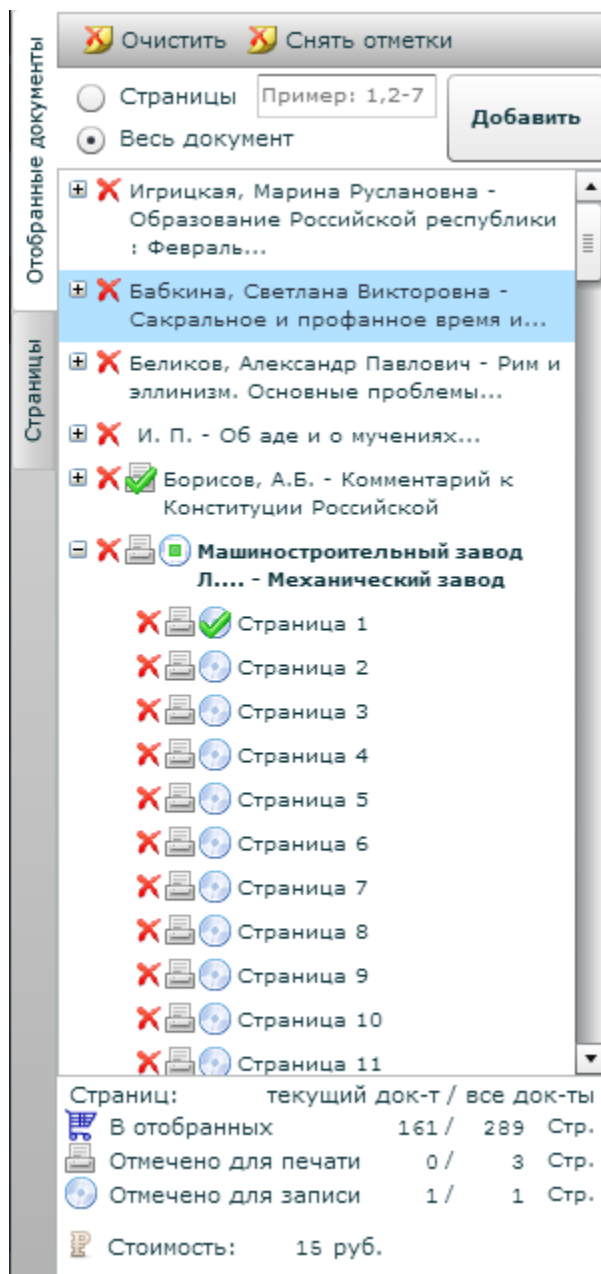 Очистить Снять отметки
Страницы Пример: 1,2-7
Добавить
Весь документ
Отобранные документы
Страницы
Игрицкая, Марина Руслановна -
Образование Российской республики
: Февраль...
Бабкина, Светлана Викторовна -
Сакральное и профанное время и...
Беликов, Александр Павлович - Рим и
эллинизм. Основные проблемы...
И. П. - Об аде и о мучениях...
Борисов, А.Б. - Комментарий к
Конституции Российской
Машиностроительный завод
Л.... - Механический завод
Страница 1
Страница 2
Страница 3
Страница 4
Страница 5
Страница 6
Страница 7
Страница 8
Страница 9
Страница 10
Страница 11
Страниц: текущий док-т / все док-ты
В отобранных 161 / 289 Стр.
Отмечено для печати 0 / 3 Стр.
Отмечено для записи 1 / 1 Стр.
Стоимость: 15 руб.